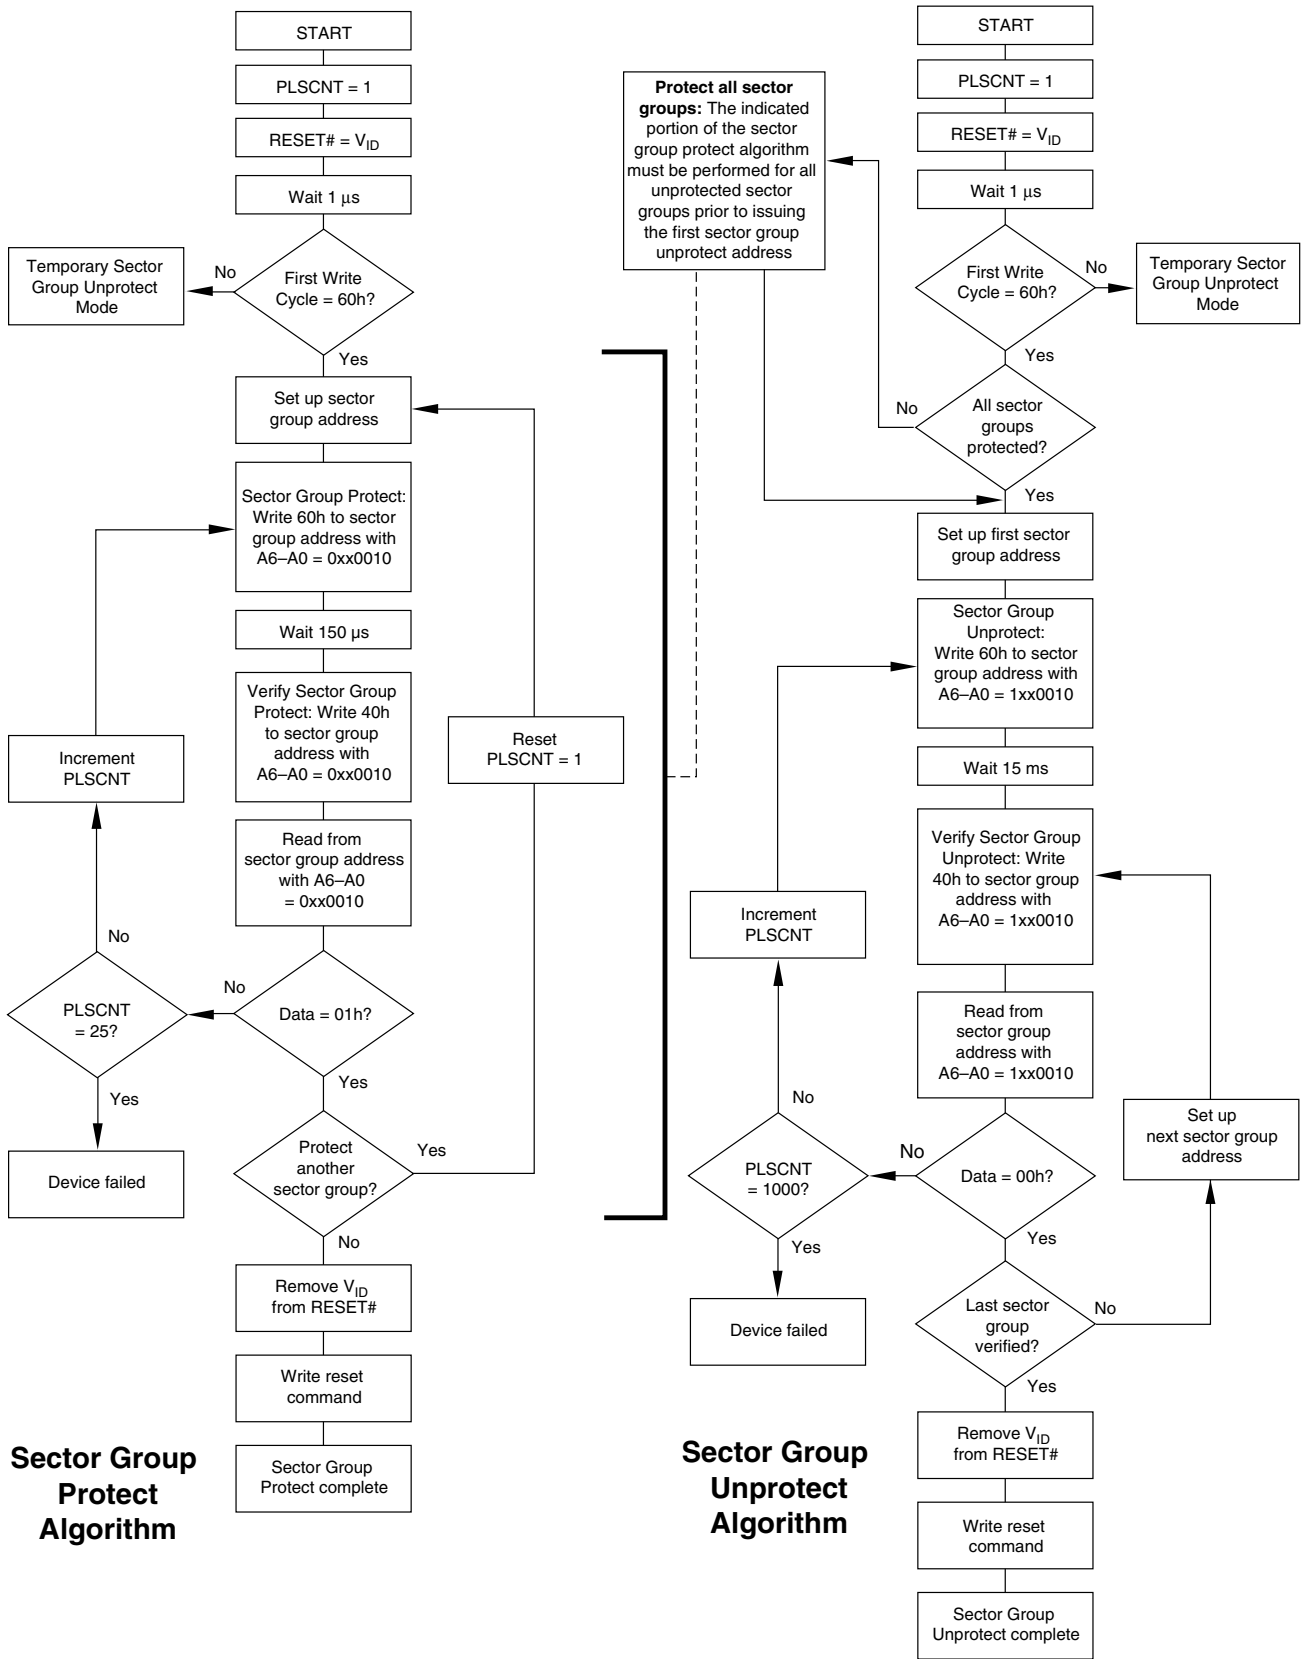 START
PLSCNT = 1
RESET# = VID
Wait 1 μs
First Write
Cycle = 60h?
No
Temporary Sector
Group Unprotect
Mode
Yes
Set up sector
group address
Sector Group Protect:
Write 60h to sector
group address with
A6–A0 = 0xx0010
Wait 150 µs
Verify Sector Group
Protect: Write 40h
to sector group
address with
A6–A0 = 0xx0010
Reset
PLSCNT = 1
Increment
PLSCNT
Read from
sector group address
with A6–A0
= 0xx0010
No
No
PLSCNT
= 25?
Data = 01h?
Yes
Yes
Device failed
Protect
another
sector group?
Yes
No
Remove VID
from RESET#
Write reset
command
Sector Group
Protect complete
Sector Group
Protect
Algorithm
START
PLSCNT = 1
RESET# = VID
Wait 1 μs
Protect all sector
groups: The indicated
portion of the sector
group protect algorithm
must be performed for all
unprotected sector
groups prior to issuing
the first sector group
unprotect address
First Write
Cycle = 60h?
No
Temporary Sector
Group Unprotect
Mode
Yes
No
All sector
groups
protected?
Yes
Set up first sector
group address
Sector Group
Unprotect:
Write 60h to sector
group address with
A6–A0 = 1xx0010
Wait 15 ms
Verify Sector Group
Unprotect: Write
40h to sector group
address with
A6–A0 = 1xx0010
Increment
PLSCNT
Read from
sector group
address with
A6–A0 = 1xx0010
No
No
PLSCNT
= 1000?
Data = 00h?
Set up
next sector group
address
Yes
Yes
Device failed
Last sector
group
verified?
No
Yes
Remove VID
from RESET#
Write reset
command
Sector Group
Unprotect complete
Sector Group
Unprotect
Algorithm